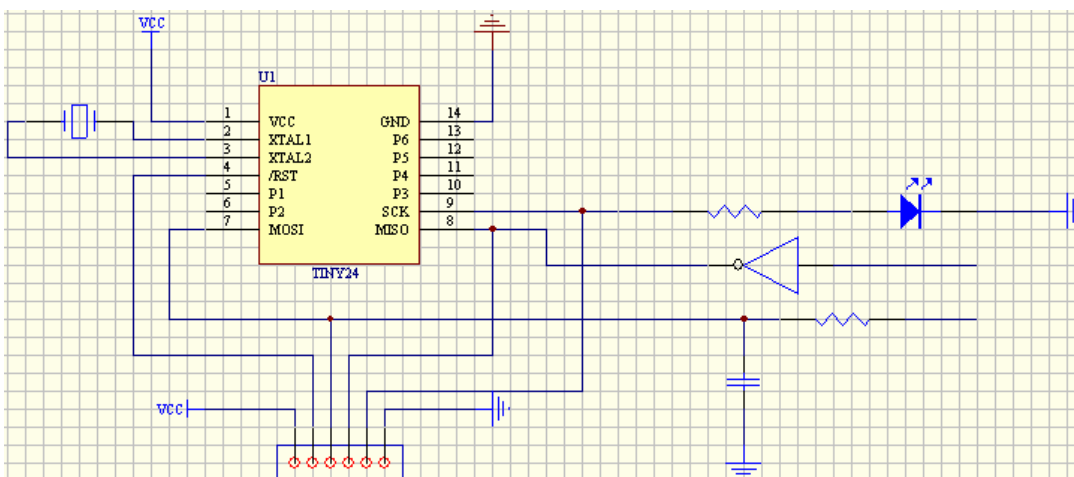 VCC
U1
1 VCC GND 14
2 XTAL1 P6 13
3 XTAL2 P5 12
4 /RST P4 11
5 P1 P3 10
6 P2 SCK 9
7 MOSI MISO 8
TINY24
VCC